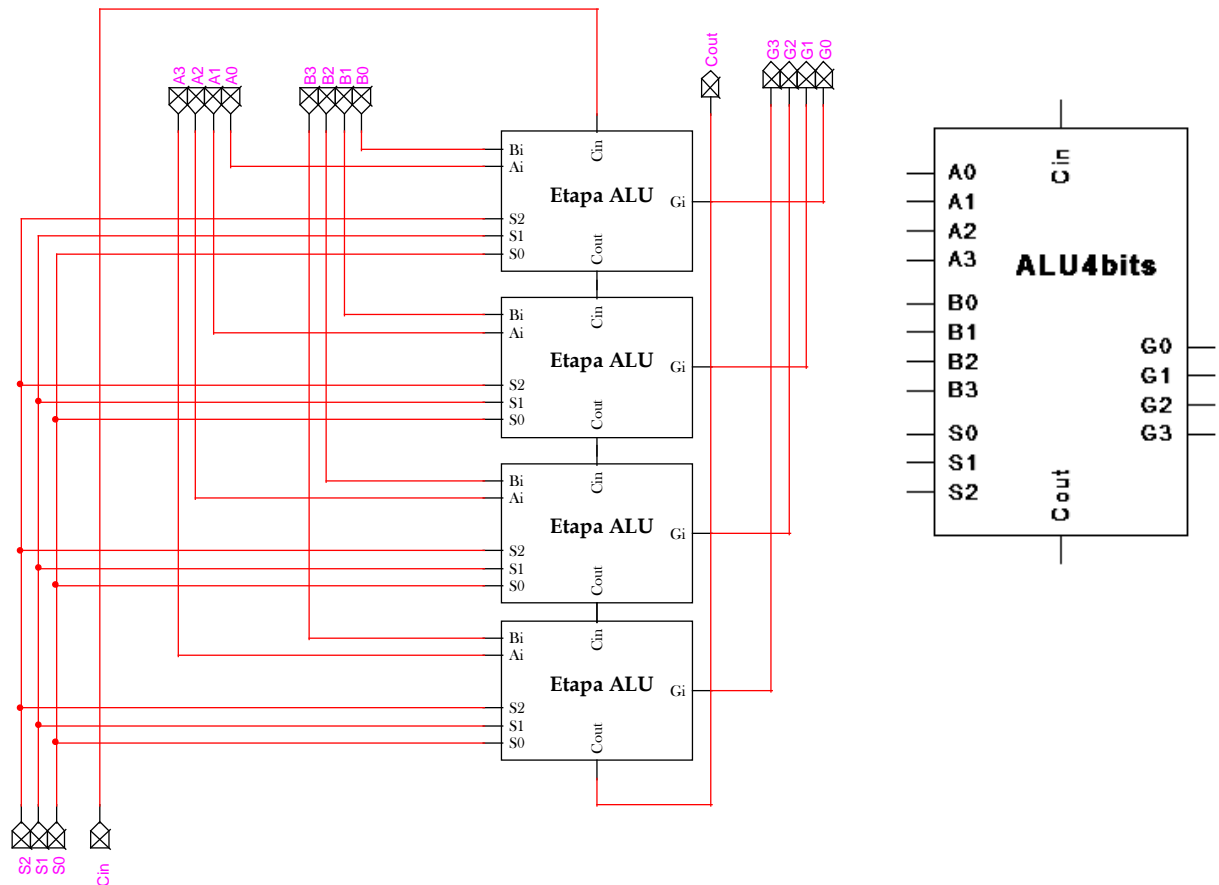 A3 A2 A1 A0
B3 B2 B1 B0
Cout
G3 G2 G1 G0
Bi
Ai
Cin
Etapa ALU
Gi
S2
S1
S0
Cout
Bi
Ai
Cin
Etapa ALU
Gi
S2
S1
S0
Cout
Bi
Ai
Cin
Etapa ALU
Gi
S2
S1
S0
Cout
Bi
Ai
Cin
Etapa ALU
Gi
S2
S1
S0
Cout
S2 S1 S0
Cin
Cin
A0
A1
A2
A3
ALU4bits
B0
B1
B2
B3
G0
G1
G2
G3
S0
S1
S2
Cout